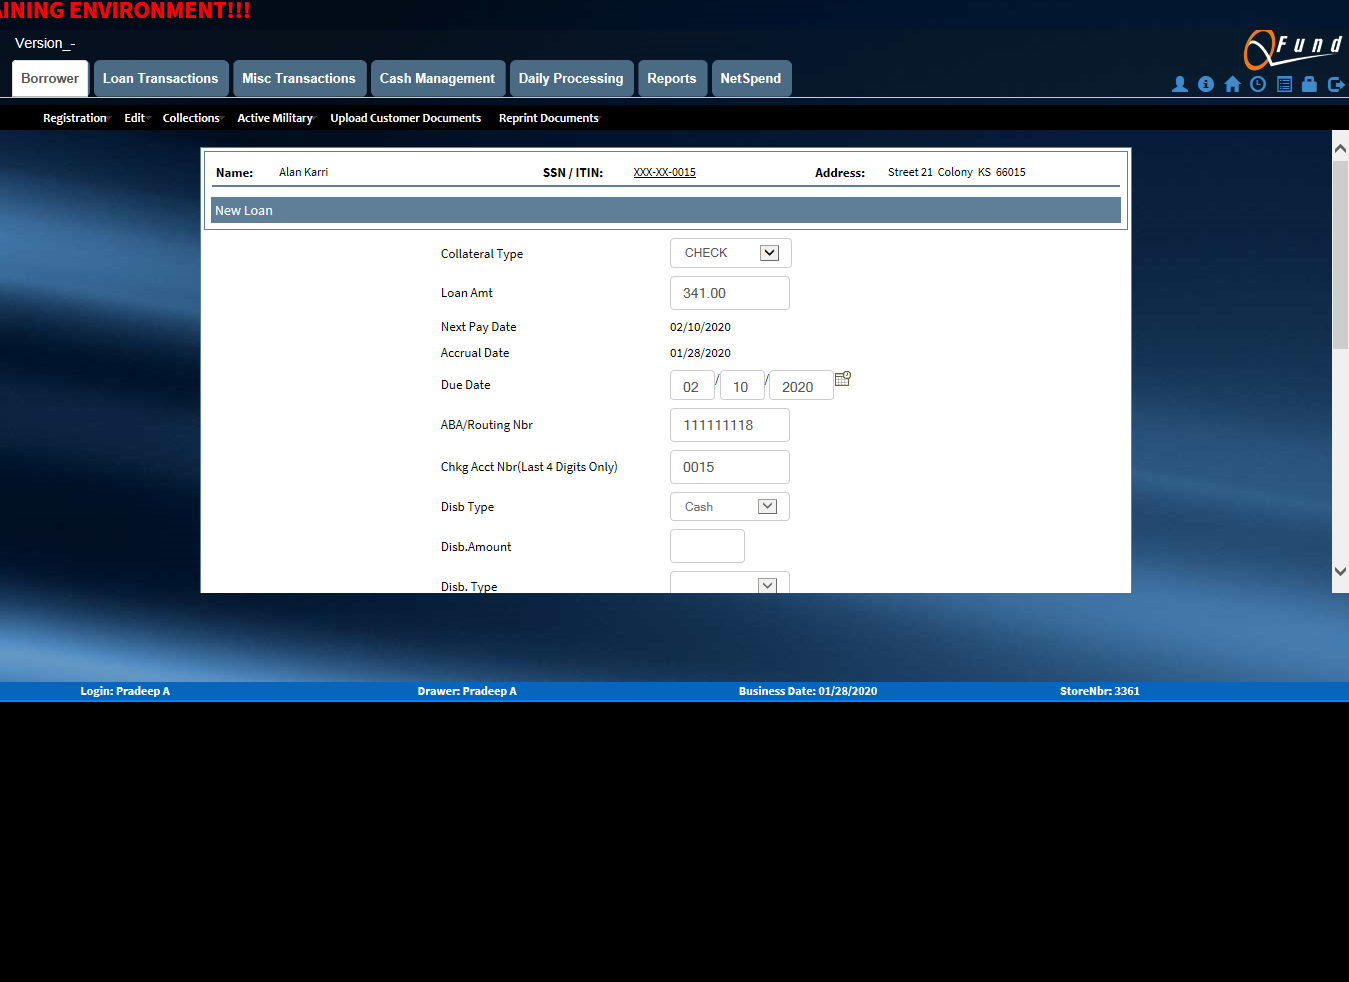 AINING ENVIRONMENT!!!
Version_-
Fund
Borrower Loan Transactions Misc Transactions Cash Management Daily Processing Reports NetSpend
Registration Edit Collections Active Military Upload Customer Documents Reprint Documents
Name: Alan Karri SSN / ITIN: XXX-XX-0015 Address: Street 21 Colony KS 66015
New Loan
Collateral Type CHECK
Loan Amt 341.00
Next Pay Date 02/10/2020
Accrual Date 01/28/2020
Due Date 02 / 10 / 2020
ABA/Routing Nbr 111111118
Chkg Acct Nbr(Last 4 Digits Only) 0015
Disb Type Cash
Disb.Amount
Disb. Type
Login: Pradeep A Drawer: Pradeep A Business Date: 01/28/2020 StoreNbr: 3361